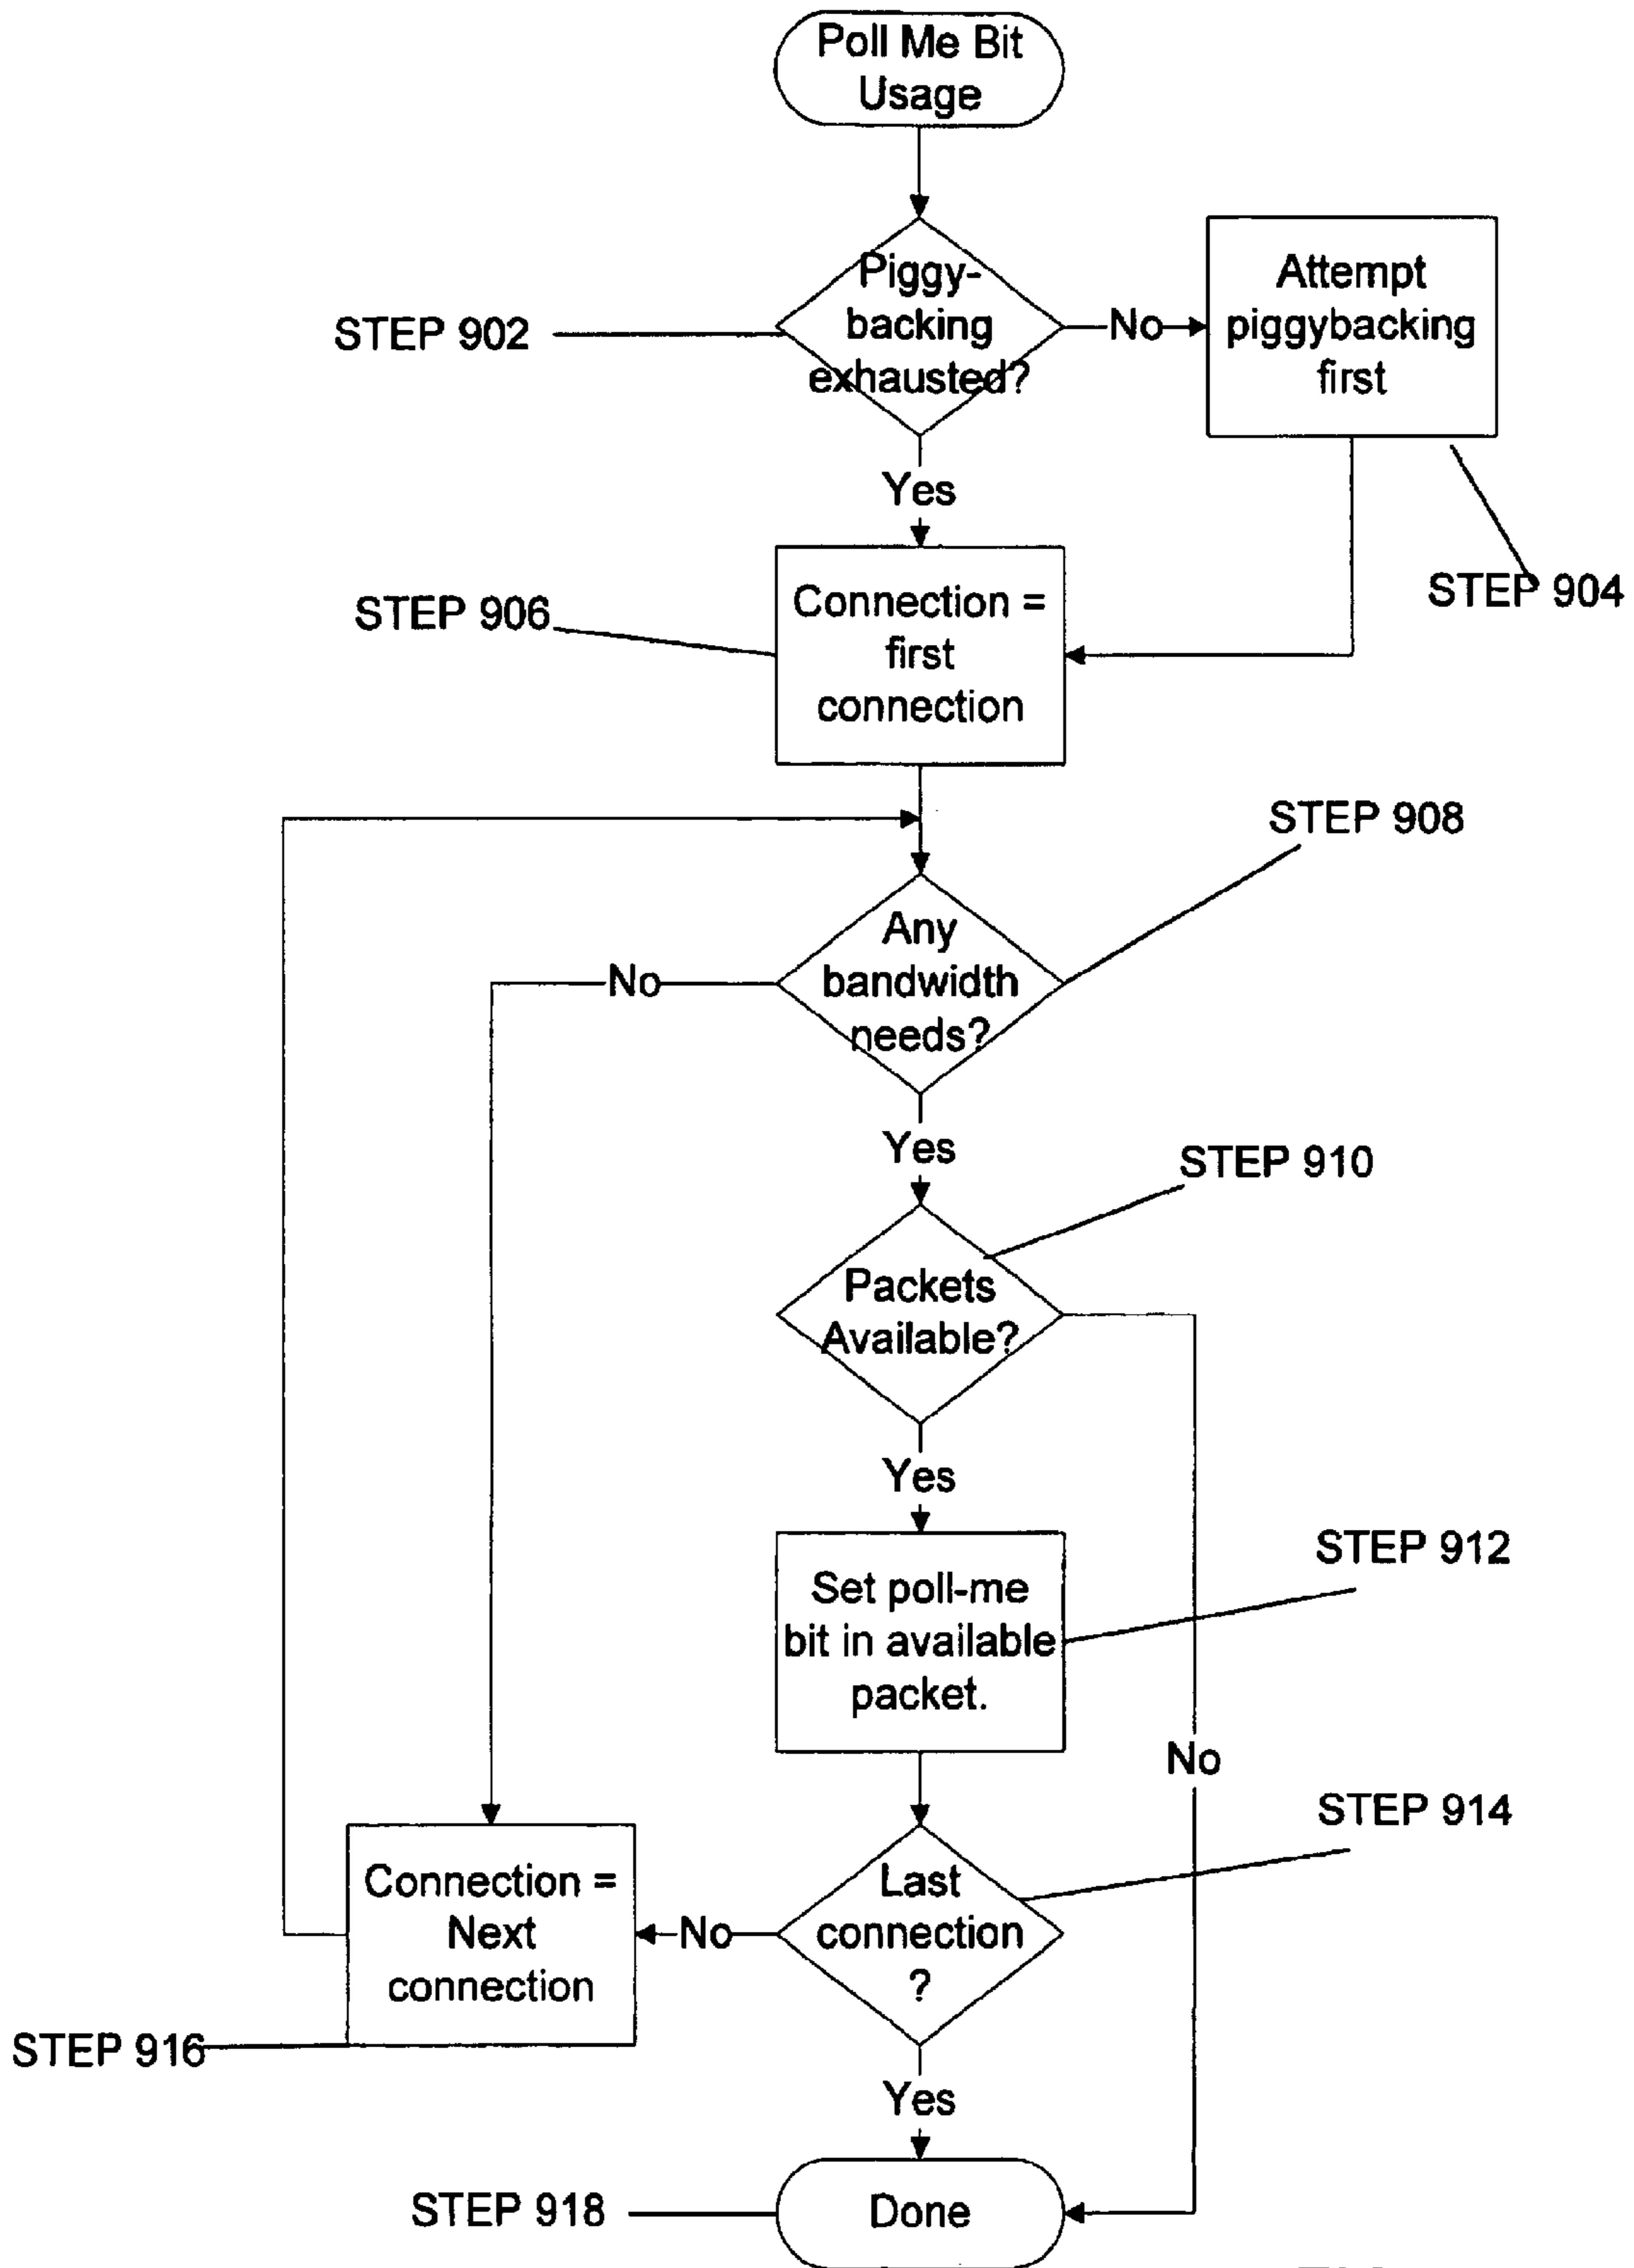 Poll Me Bit
Usage
Piggy-
backing
exhausted?
STEP 902
No
Attempt
piggybacking
first
STEP 904
Yes
Connection =
first
connection
STEP 906
STEP 908
Any
bandwidth
needs?
No
Yes
STEP 910
Packets
Available?
Yes
STEP 912
Set poll-me
bit in available
packet.
No
STEP 914
Last
connection
?
No
Connection =
Next
connection
STEP 916
Yes
STEP 918
Done